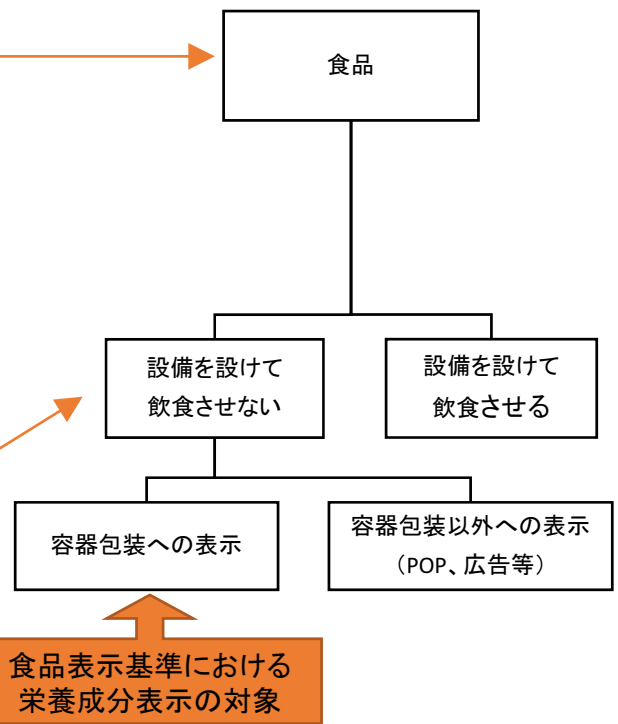 食品
設備を設けて
飲食させない
設備を設けて
飲食させる
容器包装への表示
容器包装以外への表示
（POP、広告等）
食品表示基準における
栄養成分表示の対象